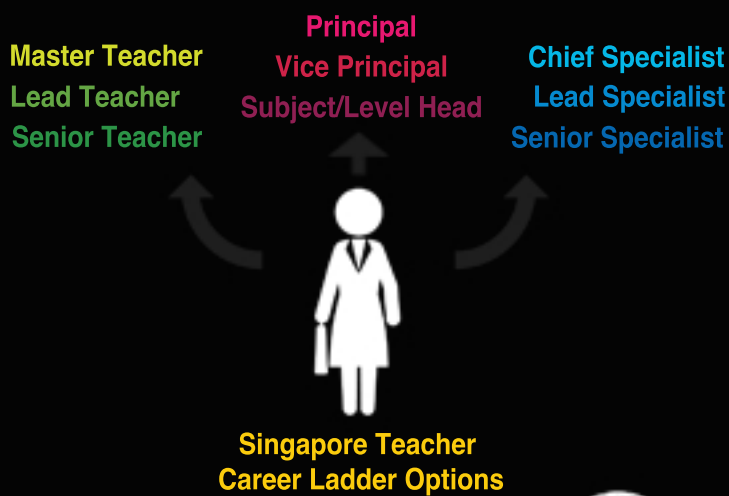 Principal
Vice Principal
Subject/Level Head
Master Teacher
Lead Teacher
Senior Teacher
Chief Specialist
Lead Specialist
Senior Specialist
Singapore Teacher
Career Ladder Options